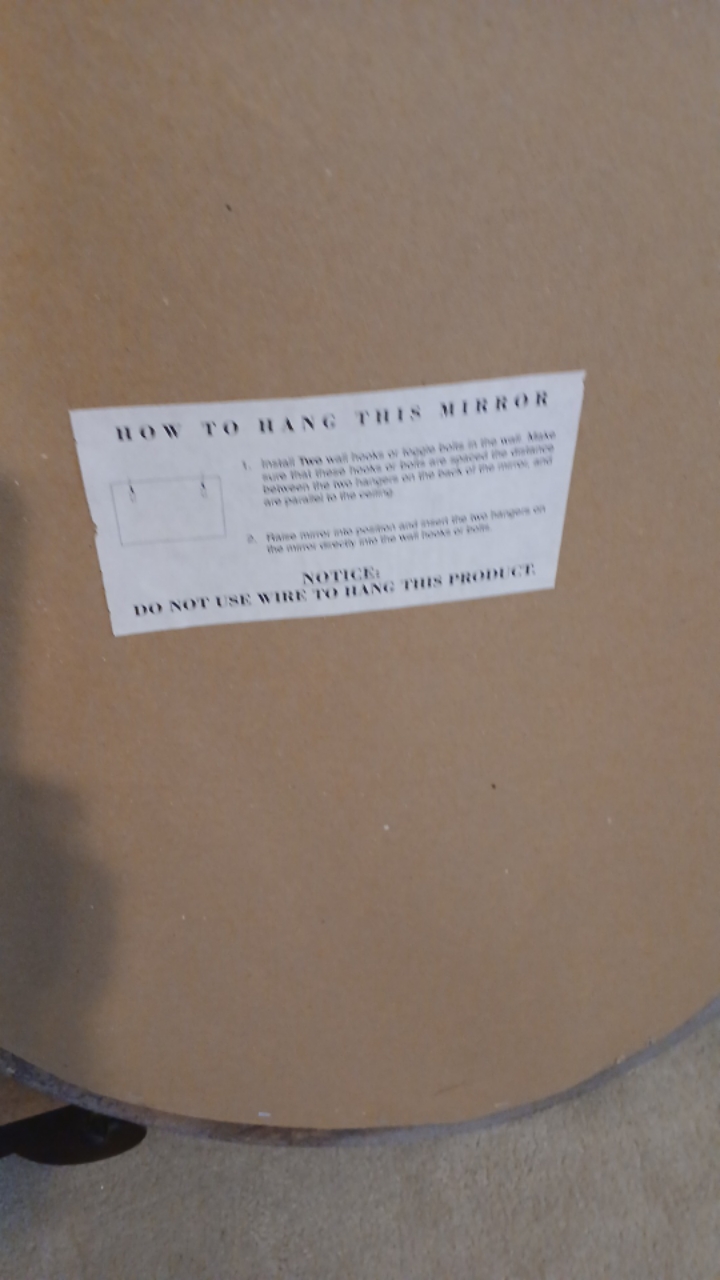 HOW TO HANG THIS MIRROR
1. Install Two wall hooks or toggle bolts in the wall. Make
sure that these hooks or bolts are spaced the distance
between the two hangers on the back of the mirror, and
are parallel to the ceiling.
2. Raise mirror into position and insert the two hangers on
the mirror directly into the wall hooks or bolts.
NOTICE:
DO NOT USE WIRE TO HANG THIS PRODUCT.